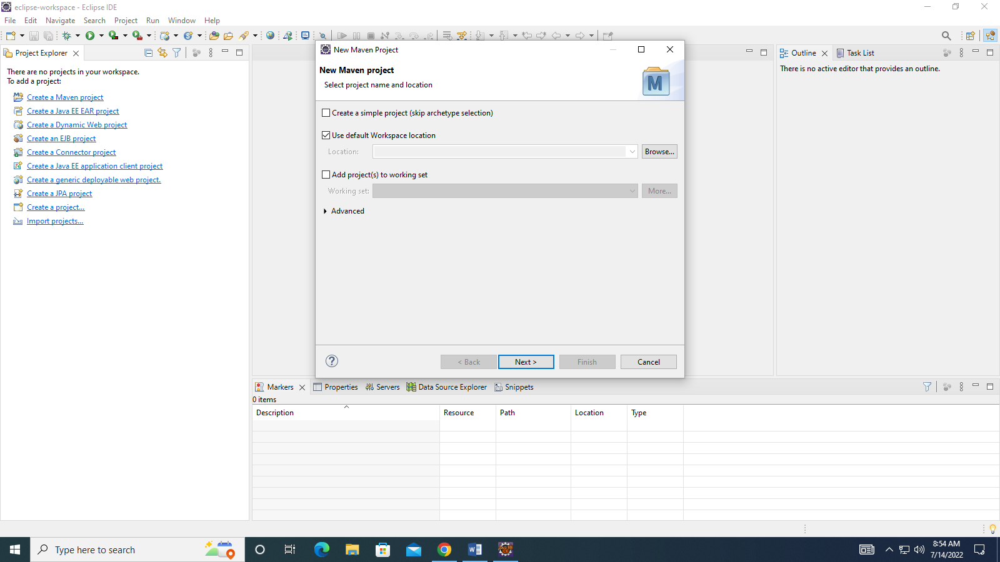 eclipse-workspace - Eclipse IDE
File Edit Navigate Search Project Run Window Help
Project Explorer
There are no projects in your workspace.
To add a project:
Create a Maven project
Create a Java EE EAR project
Create a Dynamic Web project
Create an EJB project
Create a Connector project
Create a Java EE application client project
Create a generic deployable web project.
Create a JPA project
Create a project...
Import projects...
New Maven Project
New Maven project
Select project name and location
M
Create a simple project (skip archetype selection)
Use default Workspace location
Location: Browse...
Add project(s) to working set
Working set: More...
Advanced
? < Back Next > Finish Cancel
Outline Task List
There is no active editor that provides an outline.
Markers Properties Servers Data Source Explorer Snippets
0 items
Description Resource Path Location Type
Type here to search
8:54 AM
7/14/2022